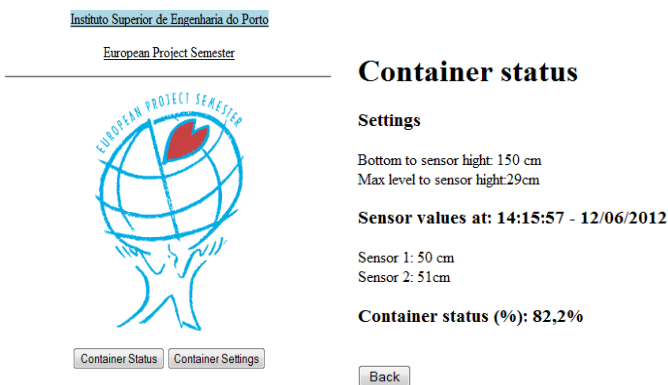 Instituto Superior de Engenharia do Porto
European Project Semester
EUROPEAN PROJECT SEMESTER
Container Status
Container Settings
Container status
Settings
Bottom to sensor hight: 150 cm
Max level to sensor hight:29cm
Sensor values at: 14:15:57 - 12/06/2012
Sensor 1: 50 cm
Sensor 2: 51cm
Container status (%): 82,2%
Back